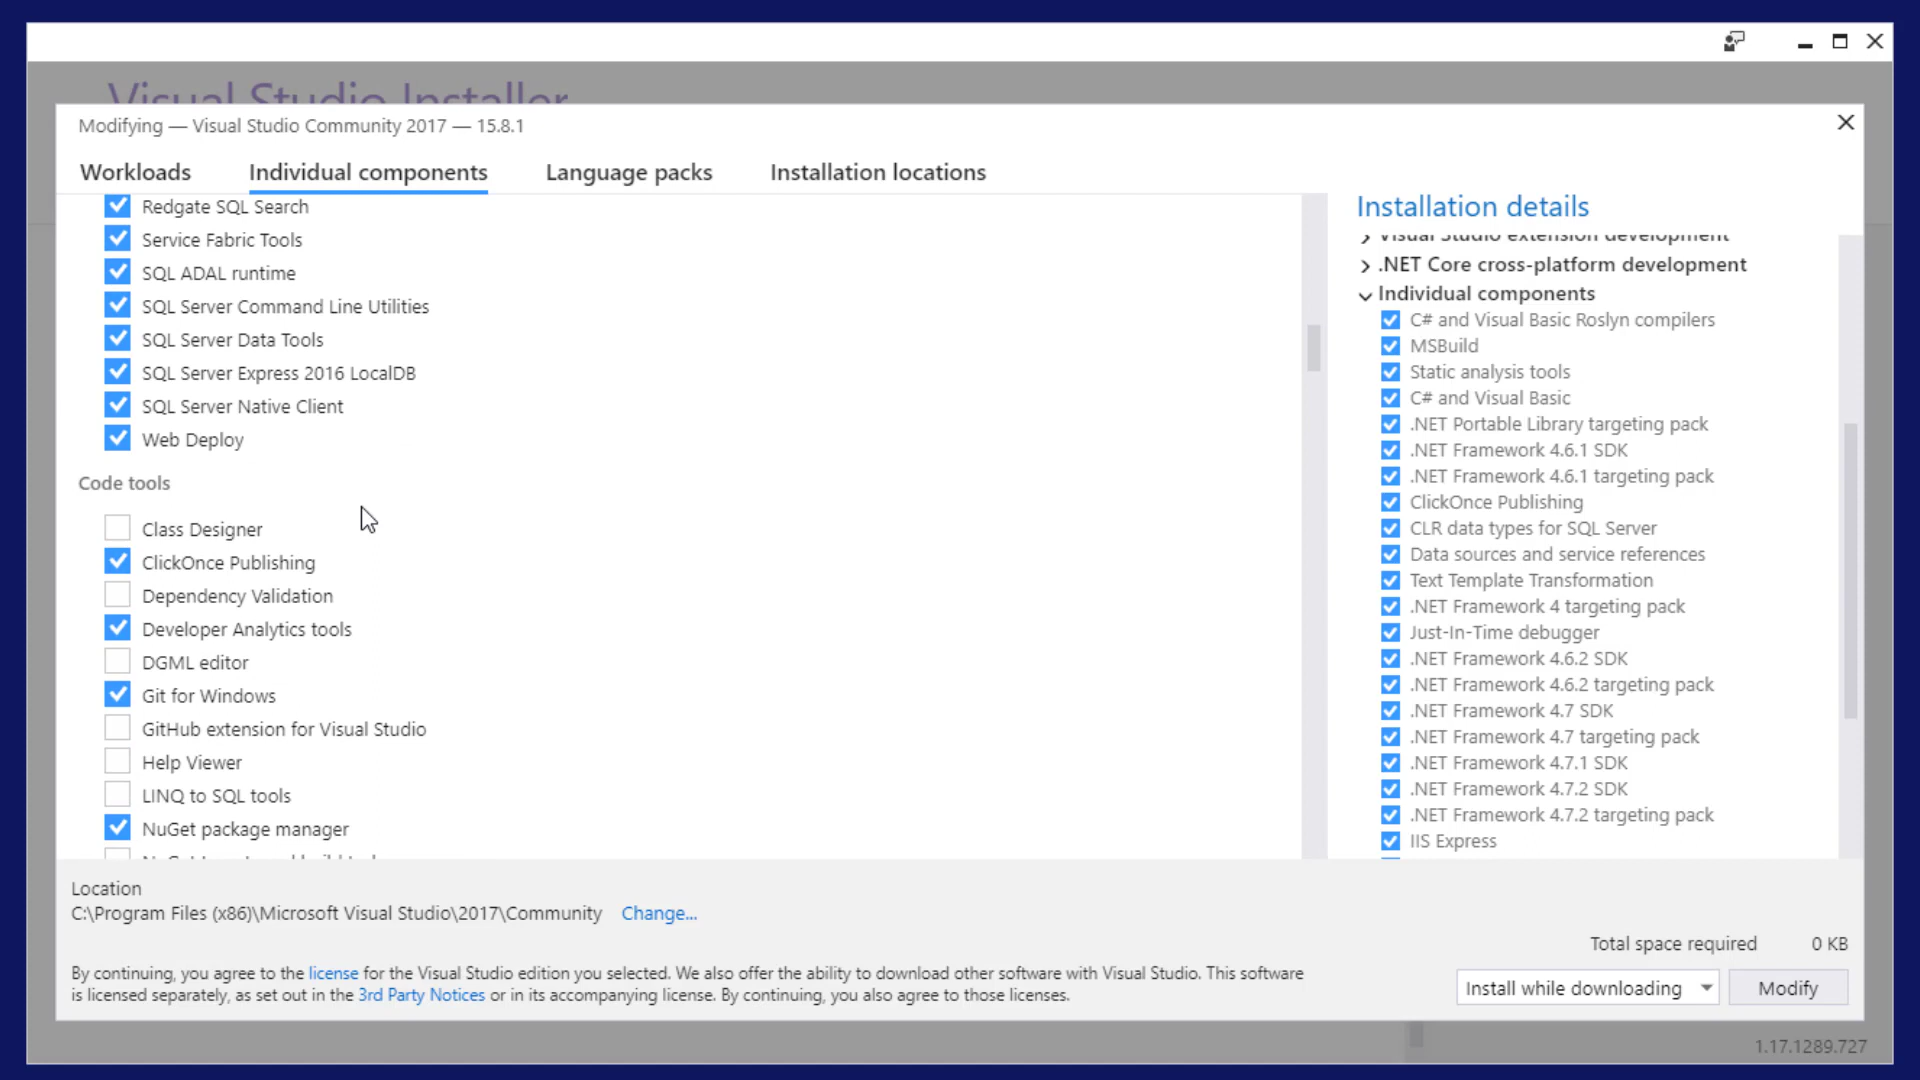 Visual Studio Installer
Modifying — Visual Studio Community 2017 — 15.8.1
Workloads
Individual components
Language packs
Installation locations
Redgate SQL Search
Service Fabric Tools
SQL ADAL runtime
SQL Server Command Line Utilities
SQL Server Data Tools
SQL Server Express 2016 LocalDB
SQL Server Native Client
Web Deploy
Code tools
Class Designer
ClickOnce Publishing
Dependency Validation
Developer Analytics tools
DGML editor
Git for Windows
GitHub extension for Visual Studio
Help Viewer
LINQ to SQL tools
NuGet package manager
Installation details
Visual Studio extension development
.NET Core cross-platform development
Individual components
C# and Visual Basic Roslyn compilers
MSBuild
Static analysis tools
C# and Visual Basic
.NET Portable Library targeting pack
.NET Framework 4.6.1 SDK
.NET Framework 4.6.1 targeting pack
ClickOnce Publishing
CLR data types for SQL Server
Data sources and service references
Text Template Transformation
.NET Framework 4 targeting pack
Just-In-Time debugger
.NET Framework 4.6.2 SDK
.NET Framework 4.6.2 targeting pack
.NET Framework 4.7 SDK
.NET Framework 4.7 targeting pack
.NET Framework 4.7.1 SDK
.NET Framework 4.7.2 SDK
.NET Framework 4.7.2 targeting pack
IIS Express
Location
C:\Program Files (x86)\Microsoft Visual Studio\2017\Community Change...
Total space required 0 KB
By continuing, you agree to the license for the Visual Studio edition you selected. We also offer the ability to download other software with Visual Studio. This software
is licensed separately, as set out in the 3rd Party Notices or in its accompanying license. By continuing, you also agree to those licenses.
Install while downloading
Modify
1.17.1289.727